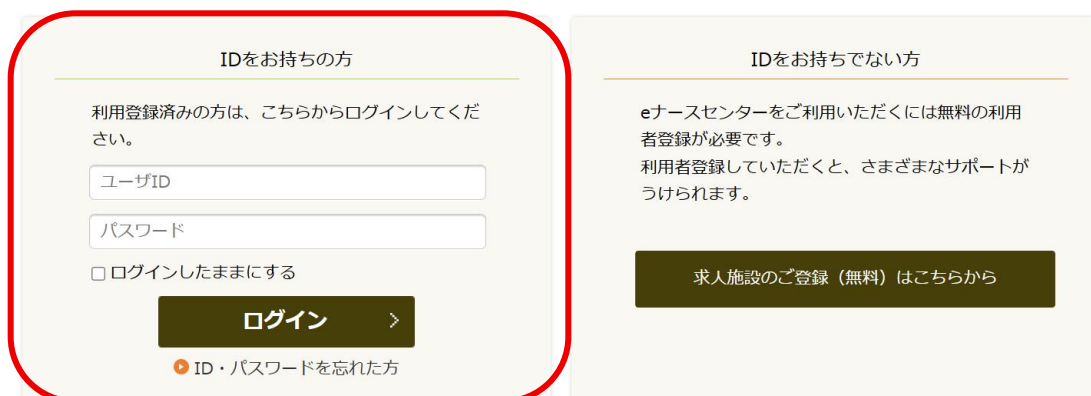 IDをお持ちの方
利用登録済みの方は、こちらからログインしてくだ
さい。
ユーザID
パスワード
ログインしたままにする
ログイン
ID・パスワードを忘れた方
IDをお持ちでない方
eナースセンターをご利用いただくには無料の利用
者登録が必要です。
利用者登録していただくと、さまざまなサポートが
うけられます。
求人施設のご登録（無料）はこちらから